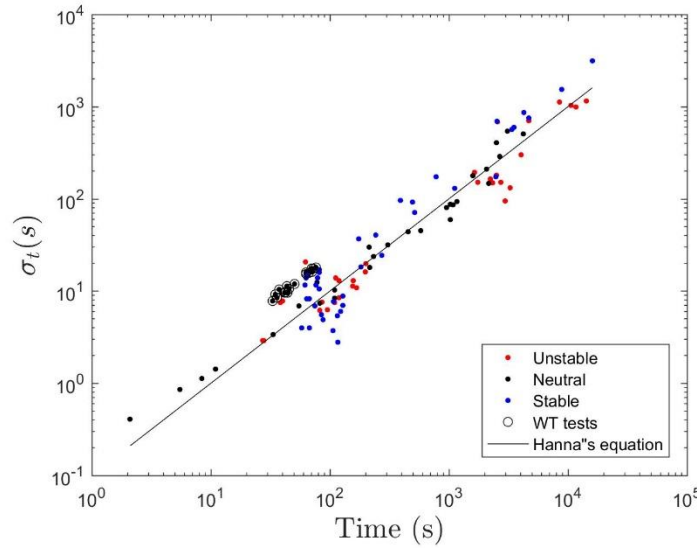 10^4
10^3
10^2
10^1
10^0
10^-1
σ_t(s)
Unstable
Neutral
Stable
WT tests
Hanna"s equation
10^0 10^1 10^2 10^3 10^4 10^5
Time (s)